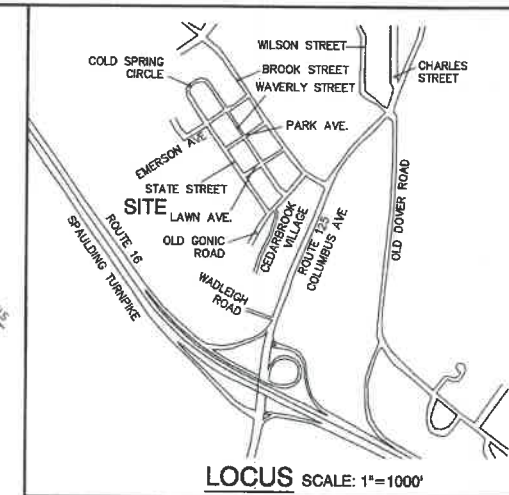 WILSON STREET
COLD SPRING
CIRCLE
BROOK STREET
CHARLES
STREET
WAVERLY STREET
PARK AVE.
EMERSON AVE
STATE STREET
SITE
LAWN AVE.
OLD GONIC
ROAD
CEDARBROOK
VILLAGE
ROUTE 125
COLUMBUS AVE
OLD DOVER ROAD
ROUTE 16
SPAULDING TURNPIKE
WADLEIGH
ROAD
LOCUS SCALE: 1"=1000'